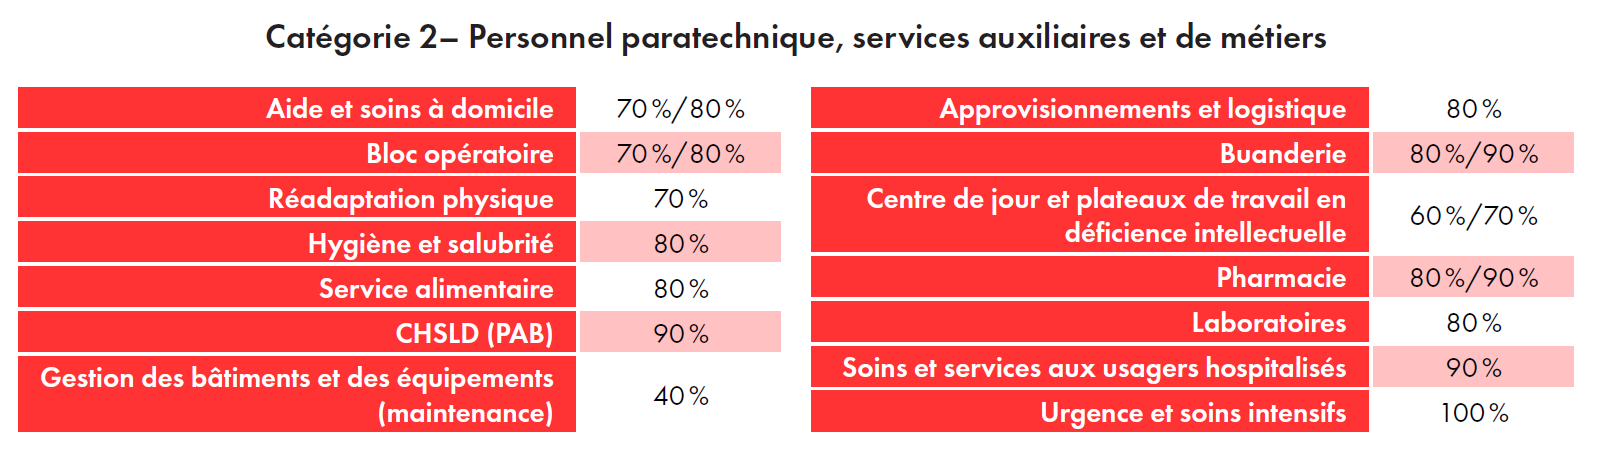 Catégorie 2– Personnel paratechnique, services auxiliaires et de métiers
Aide et soins à domicile 70 %/80 %
Bloc opératoire 70 %/80 %
Réadaptation physique 70 %
Hygiène et salubrité 80 %
Service alimentaire 80 %
CHSLD (PAB) 90 %
Gestion des bâtiments et des équipements
(maintenance) 40 %
Approvisionnements et logistique 80 %
Buanderie 80 %/90 %
Centre de jour et plateaux de travail en
déficience intellectuelle 60 %/70 %
Pharmacie 80 %/90 %
Laboratoires 80 %
Soins et services aux usagers hospitalisés 90 %
Urgence et soins intensifs 100 %